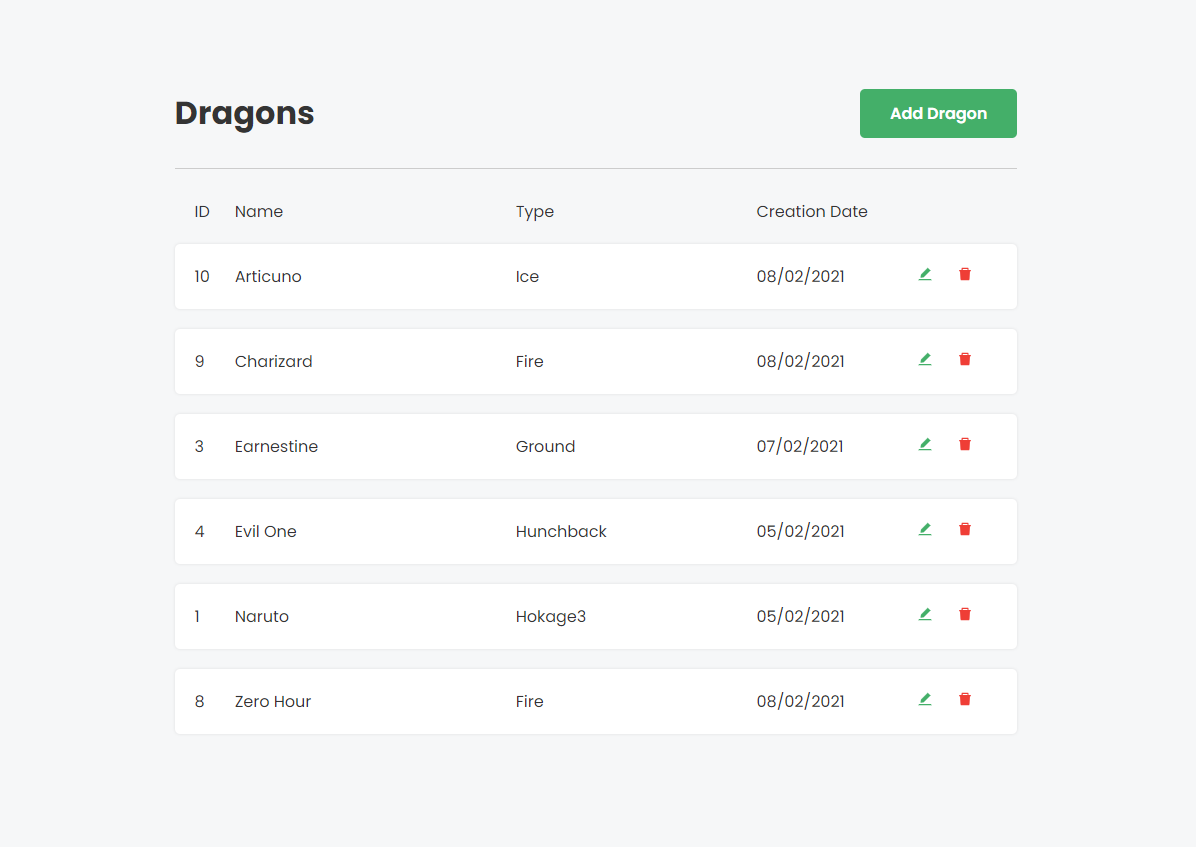 Dragons
Add Dragon
ID Name Type Creation Date
10 Articuno Ice 08/02/2021
9 Charizard Fire 08/02/2021
3 Earnestine Ground 07/02/2021
4 Evil One Hunchback 05/02/2021
1 Naruto Hokage3 05/02/2021
8 Zero Hour Fire 08/02/2021